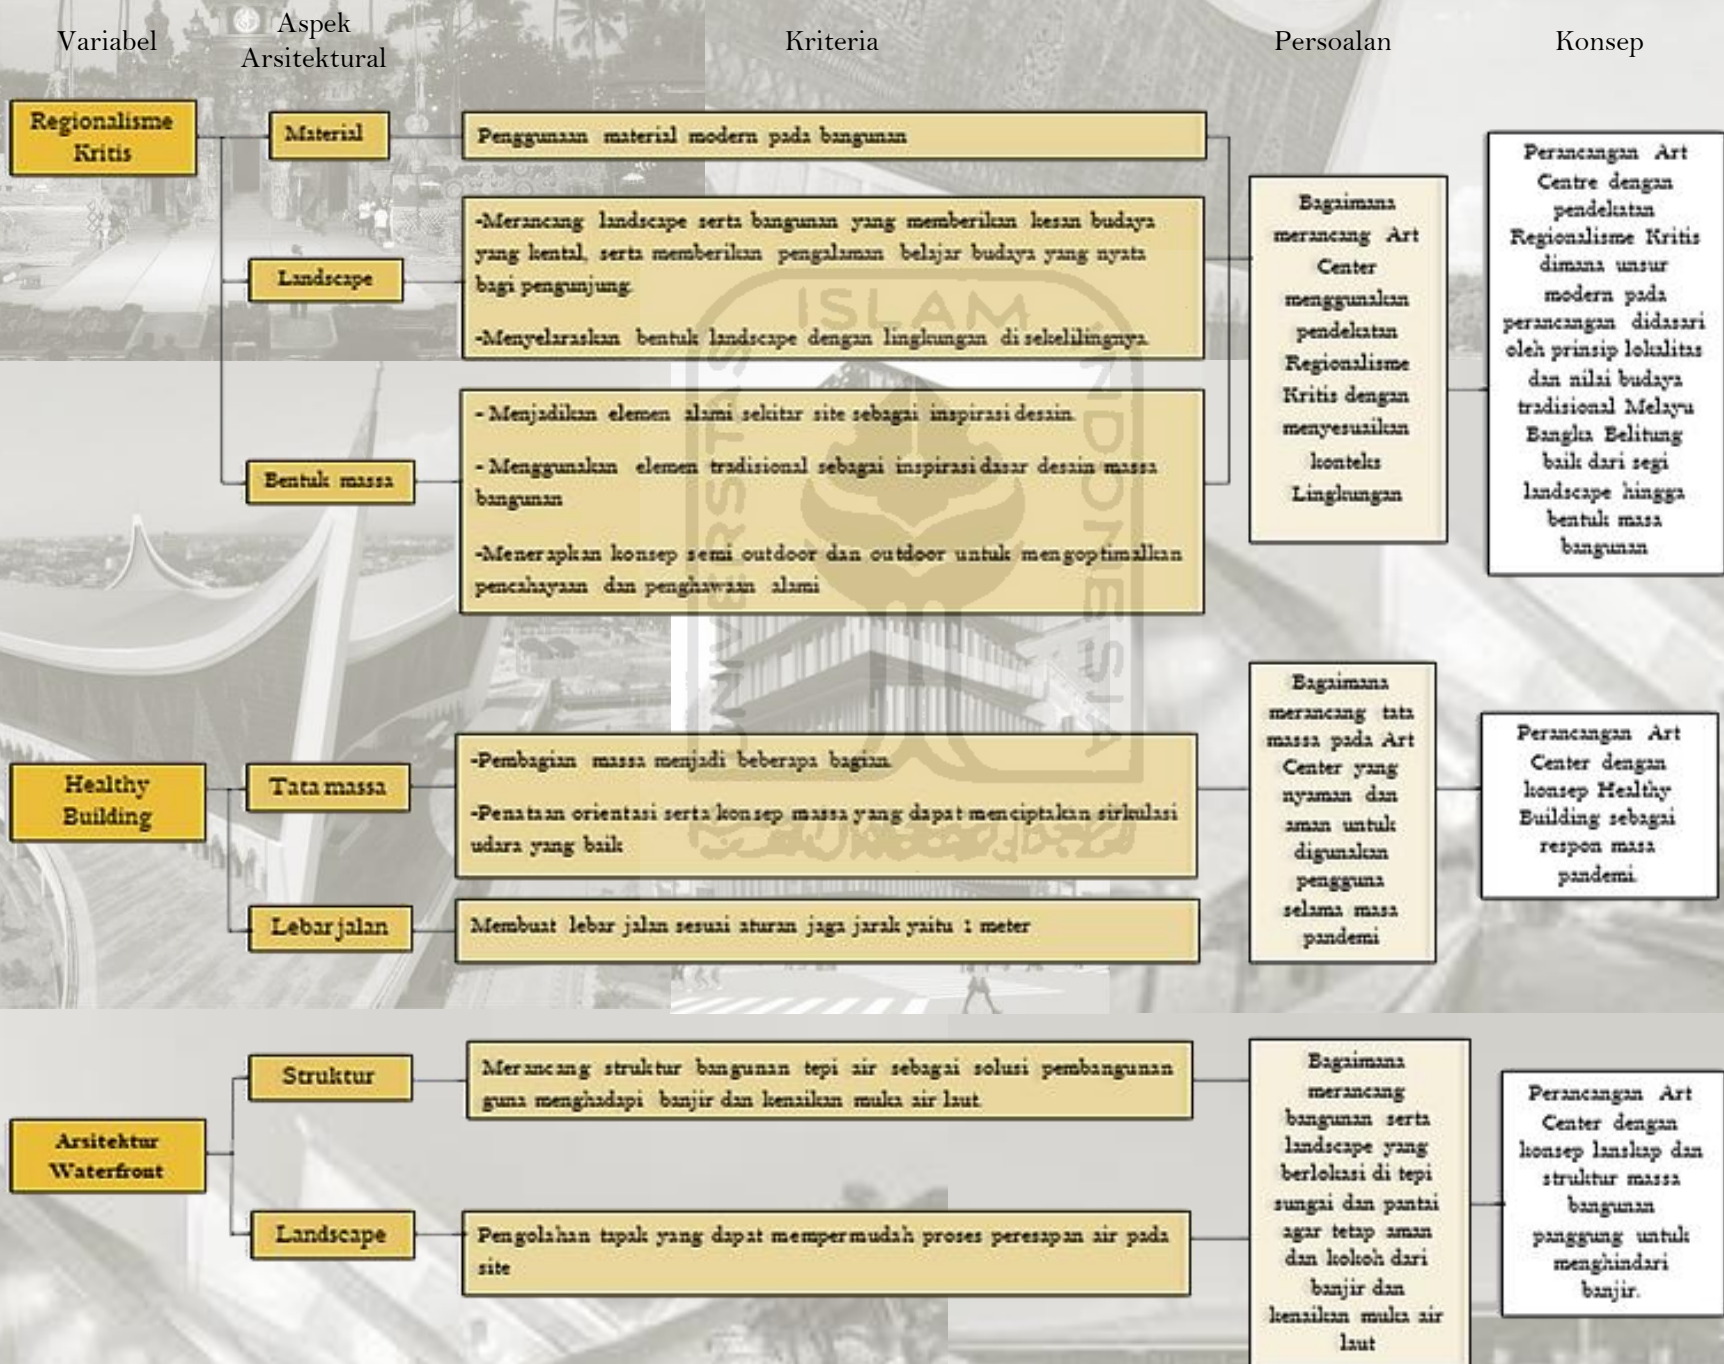 Variabel
Aspek
Arsitektural
Kriteria
Persoalan
Konsep
Regionalisme
Kritis
Material
Penggunaan material modern pada bangunan
Landscape
-Merancang landscape serta bangunan yang memberikan kesan budaya
yang kental, serta memberikan pengalaman belajar budaya yang nyata
bagi pengunjung.
-Menyelaraskan bentuk landscape dengan lingkungan di sekelilingnya.
Bentuk massa
- Menjadikan elemen alami sekitar site sebagai inspirasi desain.
- Menggunakan elemen tradisional sebagai inspirasi dasar desain massa
bangunan
-Menerapkan konsep semi outdoor dan outdoor untuk mengoptimalkan
pencahayaan dan penghawaan alami
Bagaimana
merancang Art
Center
menggunakan
pendekatan
Regionalisme
Kritis dengan
menyesuaikan
konteks
Lingkungan
Perancangan Art
Centre dengan
pendekatan
Regionalisme Kritis
dimana unsur
modern pada
perancangan didasari
oleh prinsip lokalitas
dan nilai budaya
tradisional Melayu
Bangka Belitung
baik dari segi
landscape hingga
bentuk masa
bangunan
Healthy
Building
Tata massa
-Pembagian massa menjadi beberapa bagian.
-Penataan orientasi serta konsep massa yang dapat menciptakan sirkulasi
udara yang baik
Lebar jalan
Membuat lebar jalan sesuai aturan jaga jarak yaitu 1 meter
Bagaimana
merancang tata
massa pada Art
Center yang
nyaman dan
aman untuk
digunakan
pengguna
selama masa
pandemi
Perancangan Art
Center dengan
konsep Healthy
Building sebagai
respon masa
pandemi.
Arsitektur
Waterfront
Struktur
Merancang struktur bangunan tepi air sebagai solusi pembangunan
guna menghadapi banjir dan kenaikan muka air laut.
Landscape
Pengolahan tapak yang dapat mempermudah proses peresapan air pada
site
Bagaimana
merancang
bangunan serta
landscape yang
berlokasi di tepi
sungai dan pantai
agar tetap aman
dan kokoh dari
banjir dan
kenaikan muka air
laut
Perancangan Art
Center dengan
konsep lanskap dan
struktur massa
bangunan
panggung untuk
menghindari
banjir.
UNIVERSITAS
ISLAM
INDONESIA